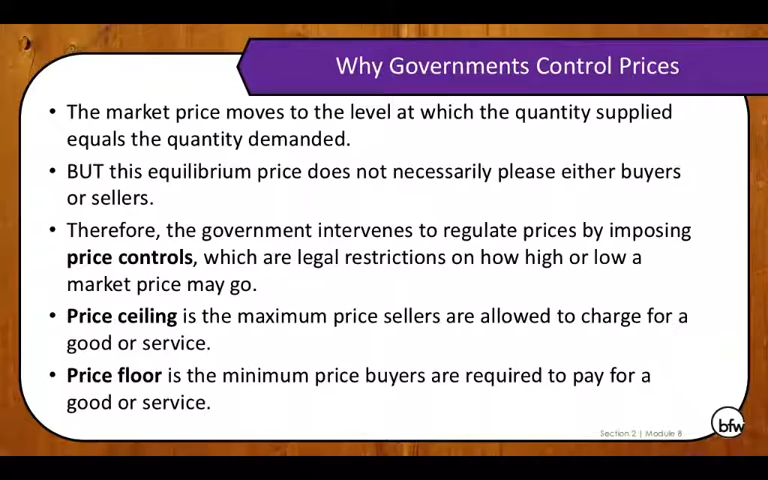 Why Governments Control Prices
• The market price moves to the level at which the quantity supplied
equals the quantity demanded.
• BUT this equilibrium price does not necessarily please either buyers
or sellers.
• Therefore, the government intervenes to regulate prices by imposing
price controls, which are legal restrictions on how high or low a
market price may go.
• Price ceiling is the maximum price sellers are allowed to charge for a
good or service.
• Price floor is the minimum price buyers are required to pay for a
good or service.
Section 2 | Module 8
bfw